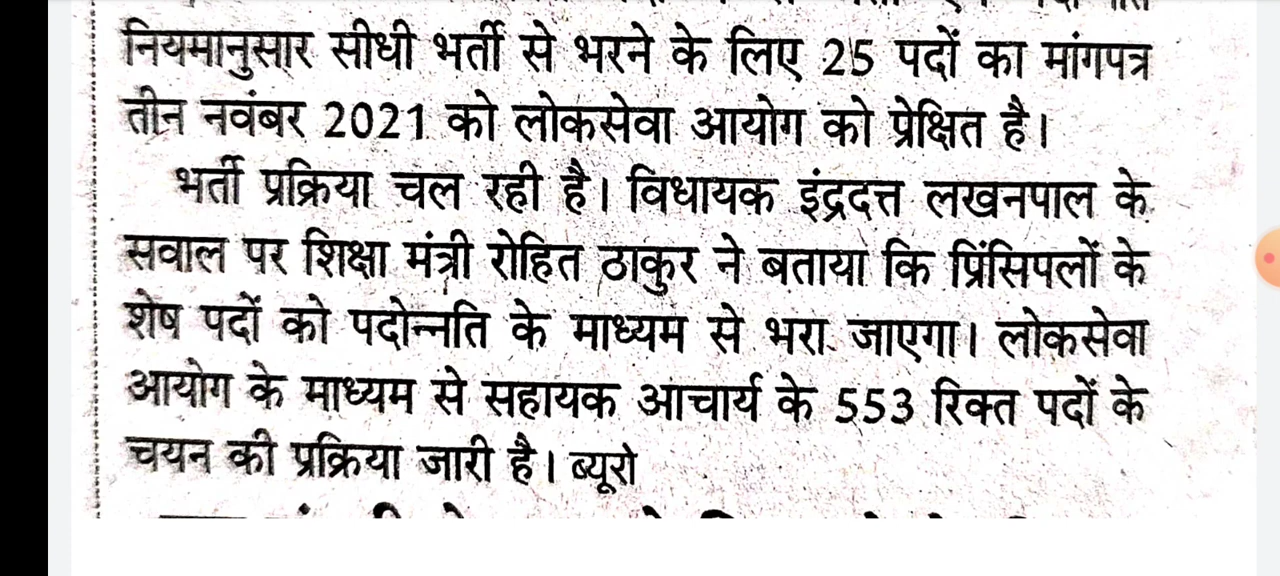 नियमानुसार सीधी भर्ती से भरने के लिए 25 पदों का मांगपत्र
तीन नवंबर 2021 को लोकसेवा आयोग को प्रेक्षित है।
भर्ती प्रक्रिया चल रही है। विधायक इंद्रदत्त लखनपाल के
सवाल पर शिक्षा मंत्री रोहित ठाकुर ने बताया कि प्रिंसिपलों के
शेष पदों को पदोन्नति के माध्यम से भरा जाएगा। लोकसेवा
आयोग के माध्यम से सहायक आचार्य के 553 रिक्त पदों के
चयन की प्रक्रिया जारी है। ब्यूरो